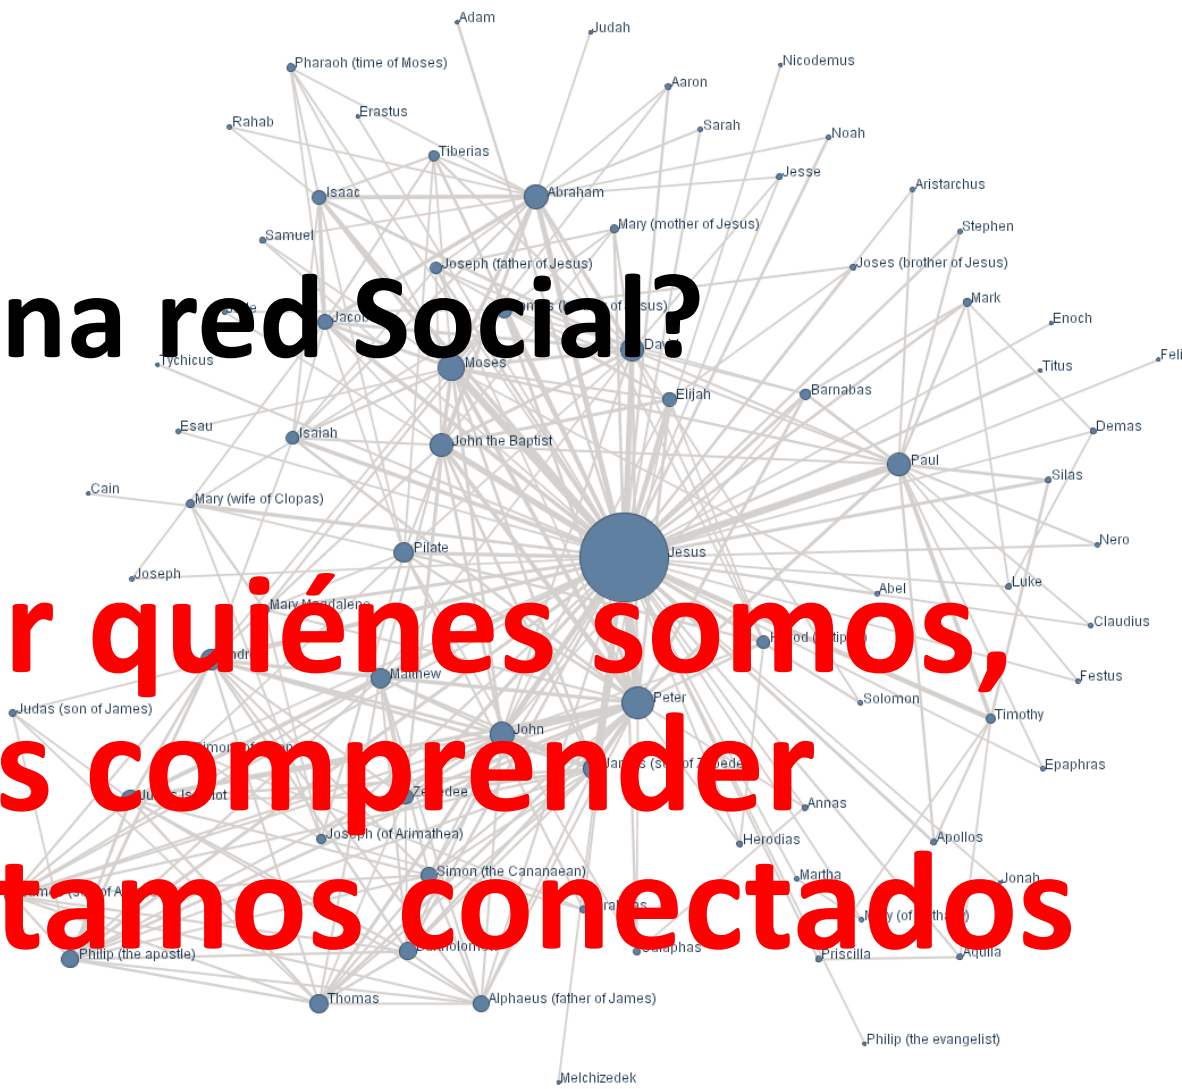 Adam
Judah
Pharaoh (time of Moses)
Nicodemus
Aaron
Erastus
Rahab
Sarah
Noah
Tiberias
Jesse
Isaac
Abraham
Aristarchus
Mary (mother of Jesus)
Stephen
Samuel
Joseph (father of Jesus)
Joses (brother of Jesus)
Mark
na red Social?
Enoch
Moses
Tychicus
Titus
Feli
Elijah
Barnabas
Esau
Isaiah
John the Baptist
Demas
Paul
Silas
Cain
Mary (wife of Clopas)
Nero
Pilate
Jesus
Joseph
Abel
Luke
Mary Magdalene
Claudius
r quiénes somos,
Matthew
Festus
Peter
Solomon
Judas (son of James)
Timothy
John
s comprender
Epaphras
Zebedee
Annas
Joseph (of Arimathea)
Herodias
Apollos
Simon (the Cananaean)
Martha
Jonah
tamos conectados
Philip (the apostle)
Priscilla
Aquila
Thomas
Alphaeus (father of James)
Philip (the evangelist)
Melchizedek